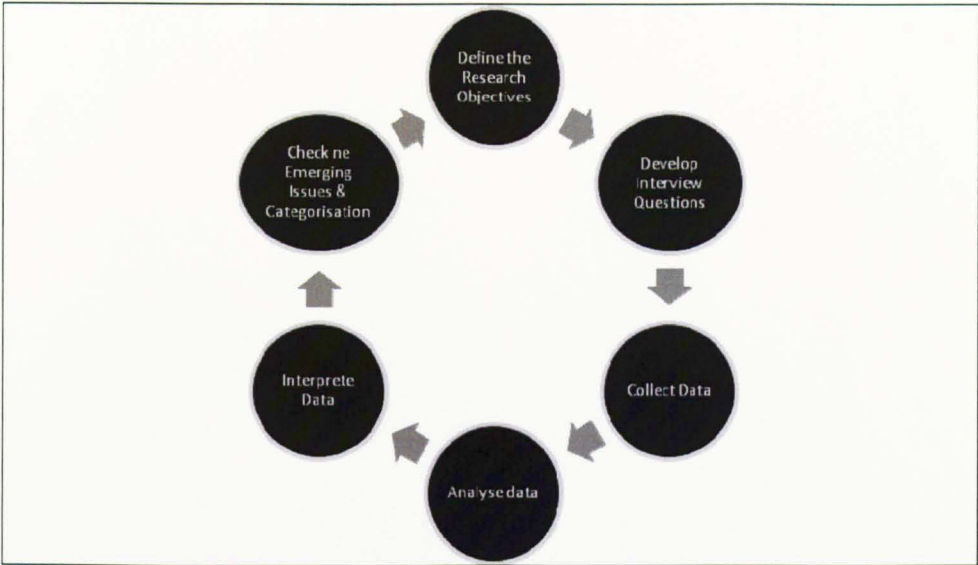 Define the
Research
Objectives
Develop
Interview
Questions
Collect Data
Analyse data
Interprete
Data
Check ne
Emerging
Issues &
Categorisation